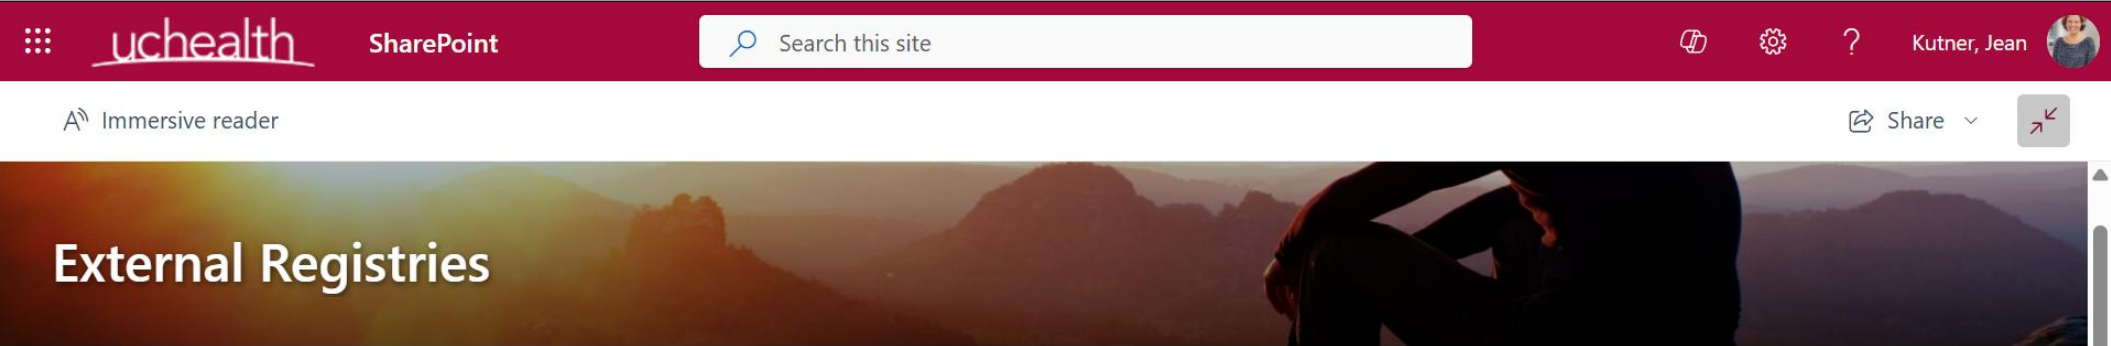 uchealth SharePoint Search this site ? Kutner, Jean
Immersive reader Share
External Registries